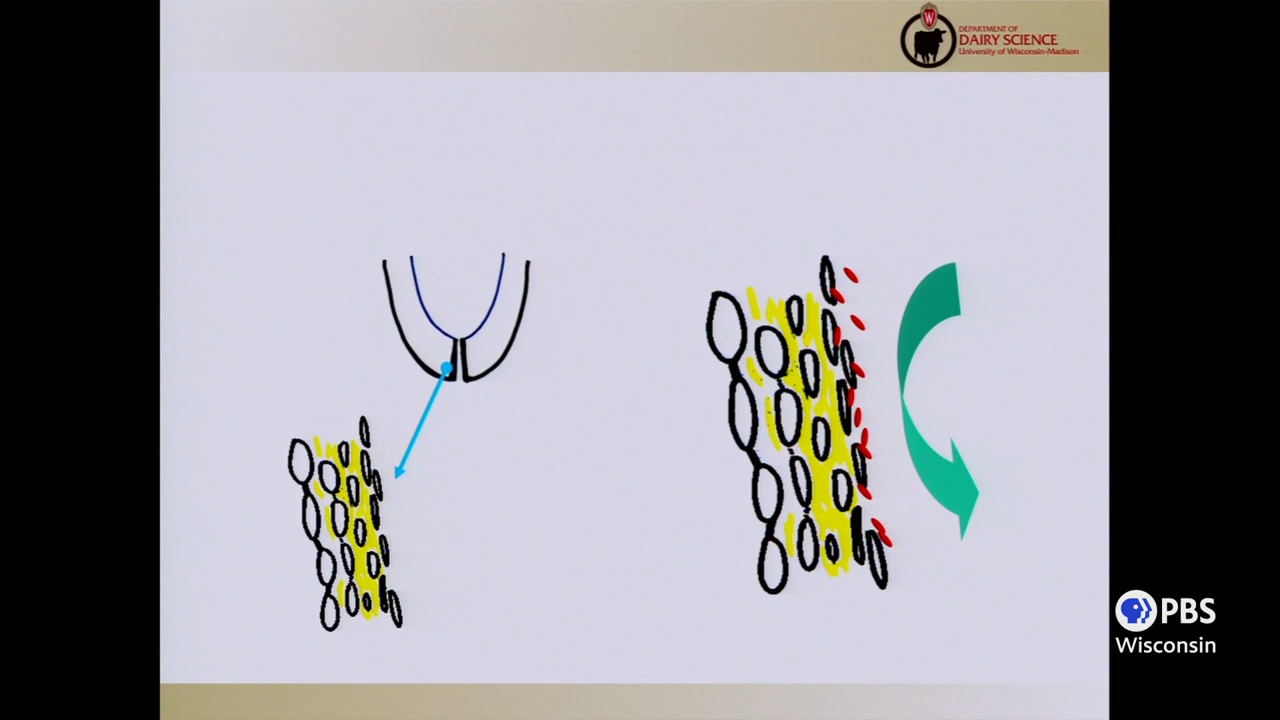 W
DEPARTMENT OF
DAIRY SCIENCE
University of Wisconsin-Madison
PBS
Wisconsin